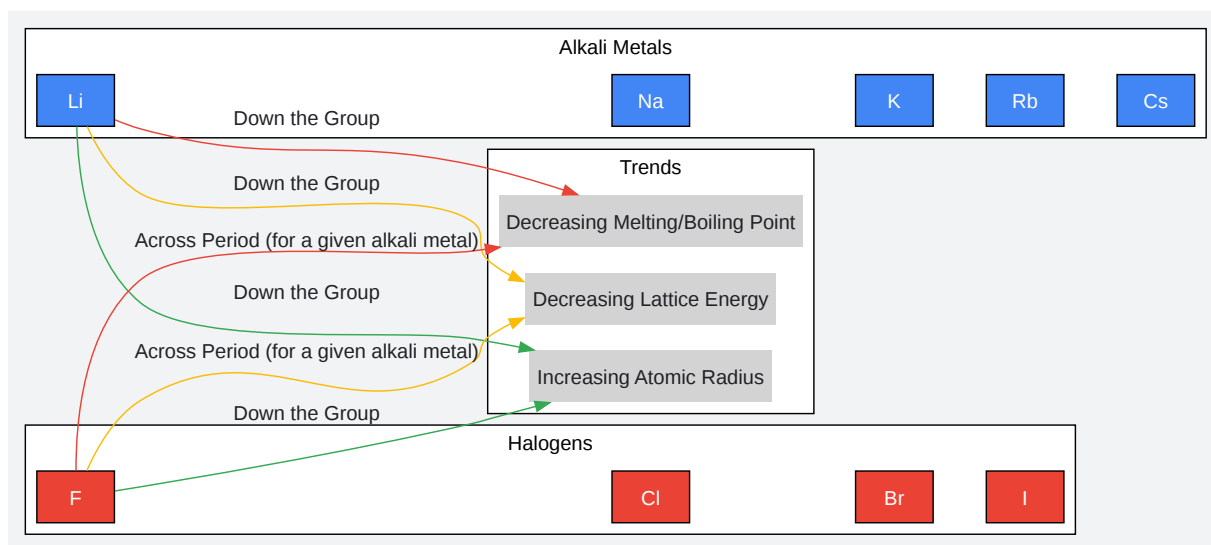 Alkali Metals
Li
Na
K
Rb
Cs
Down the Group
Trends
Down the Group
Decreasing Melting/Boiling Point
Across Period (for a given alkali metal)
Down the Group
Decreasing Lattice Energy
Across Period (for a given alkali metal)
Increasing Atomic Radius
Down the Group
Halogens
F
Cl
Br
I